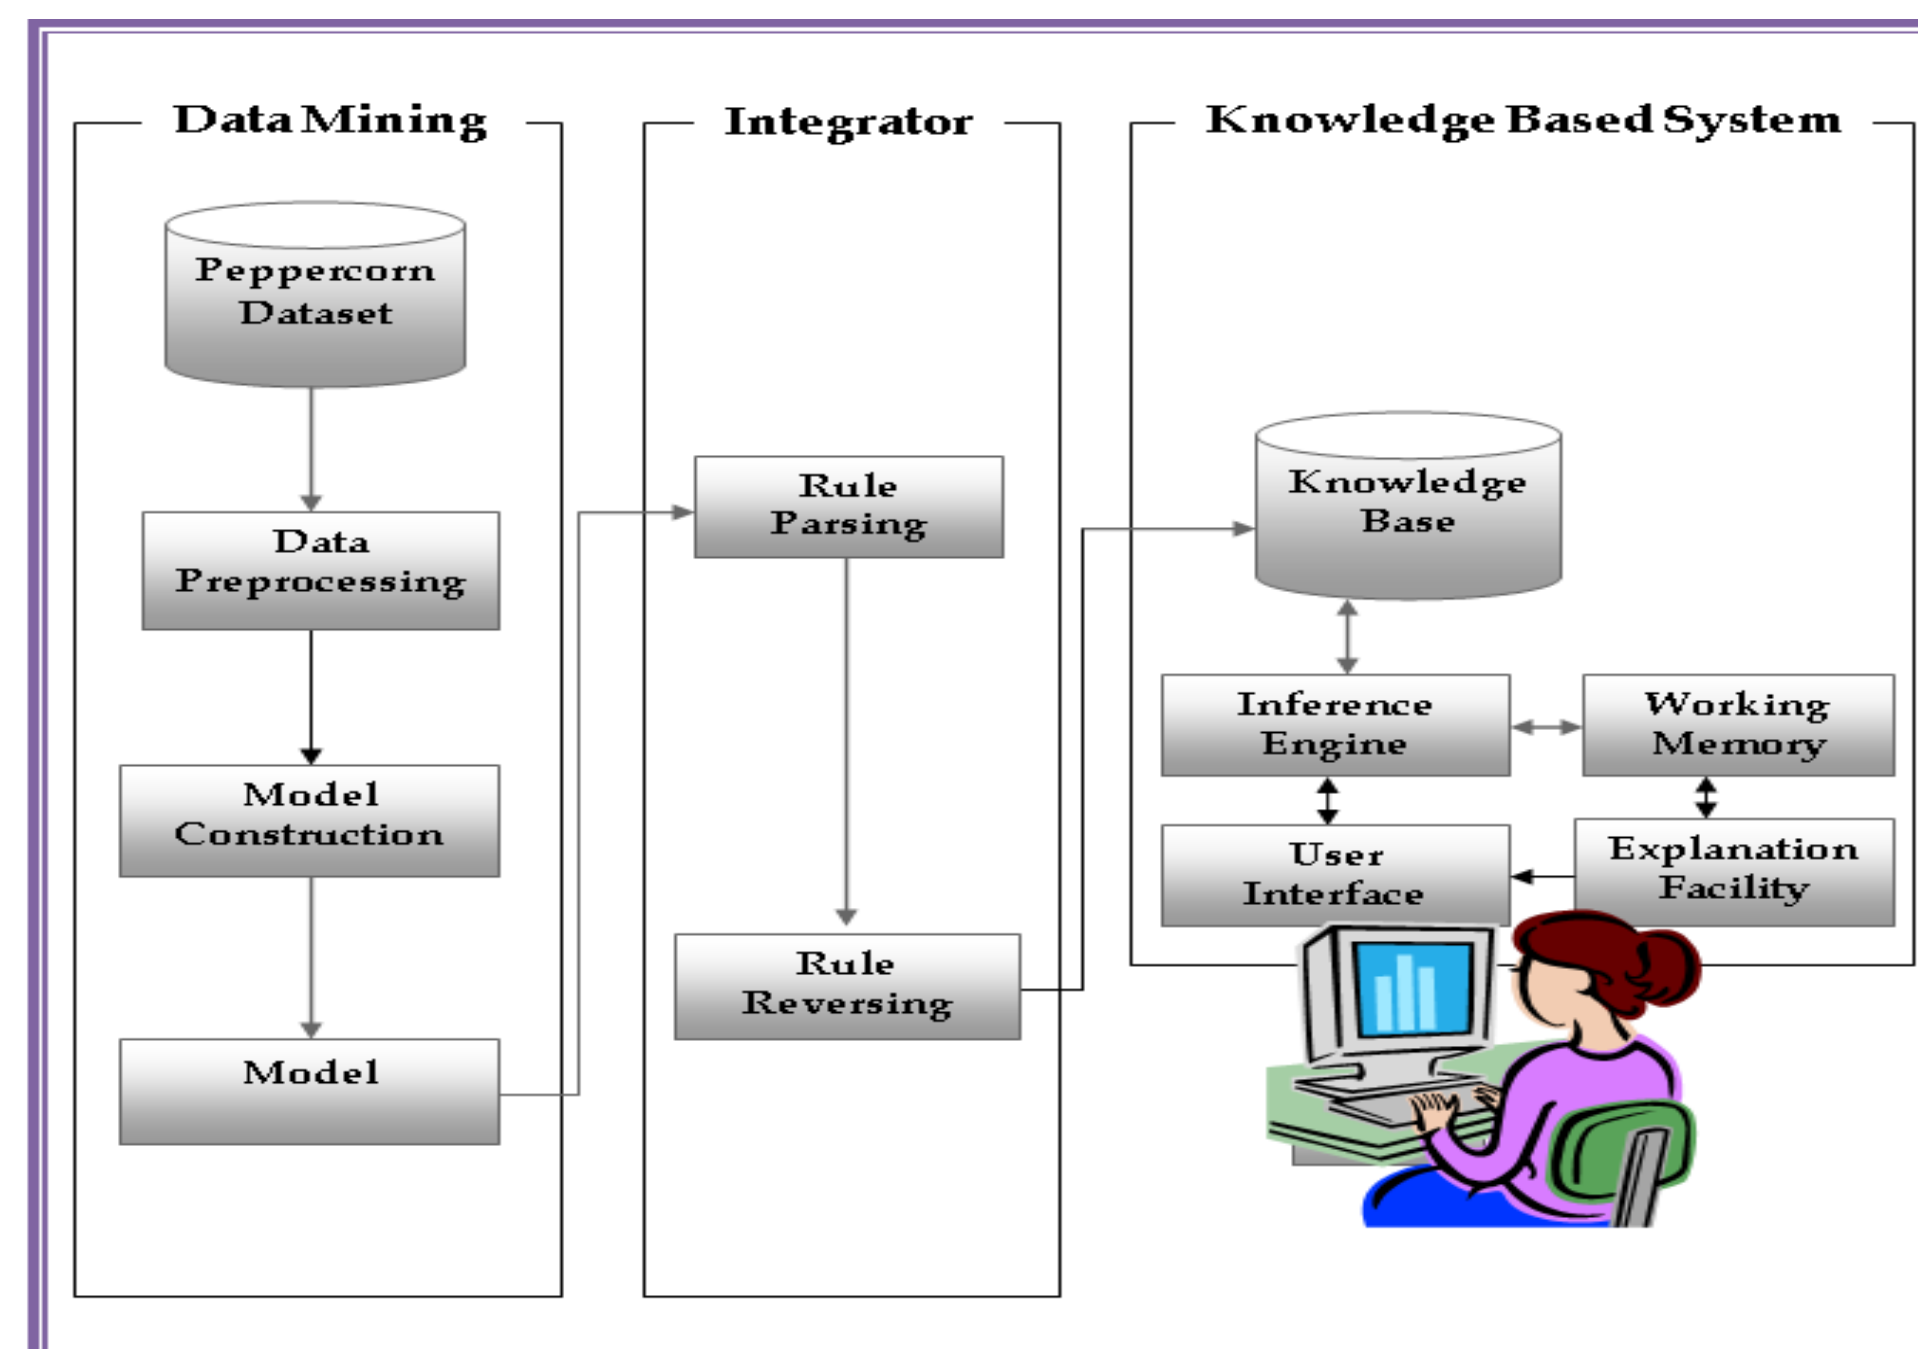 Data Mining
Peppercorn
Dataset
Data
Preprocessing
Model
Construction
Model
Integrator
Rule
Parsing
Rule
Reversing
Knowledge Based System
Knowledge
Base
Inference
Engine
Working
Memory
User
Interface
Explanation
Facility